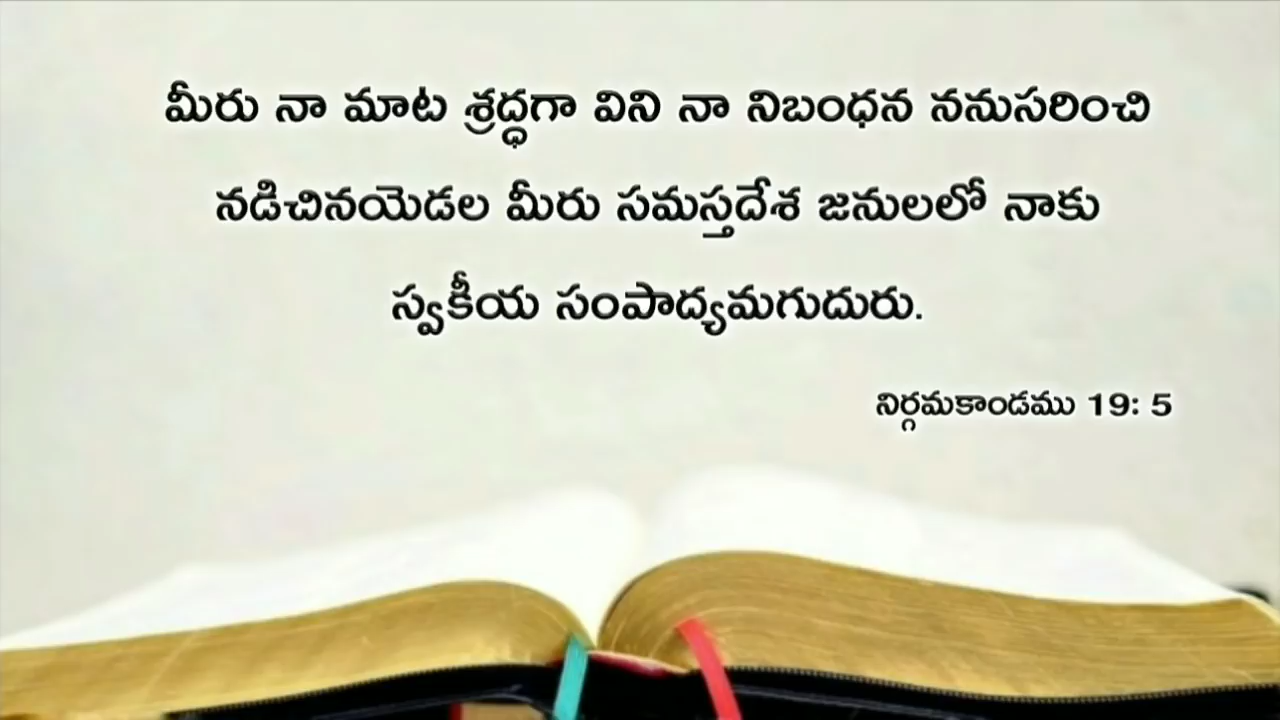 మీరు నా మాట శ్రద్ధగా విని నా నిబంధన ననుసరించి
నడిచినయెడల మీరు సమస్తదేశ జనులలో నాకు
స్వకీయ సంపాద్యమగుదురు.
నిర్గమకాండము 19: 5